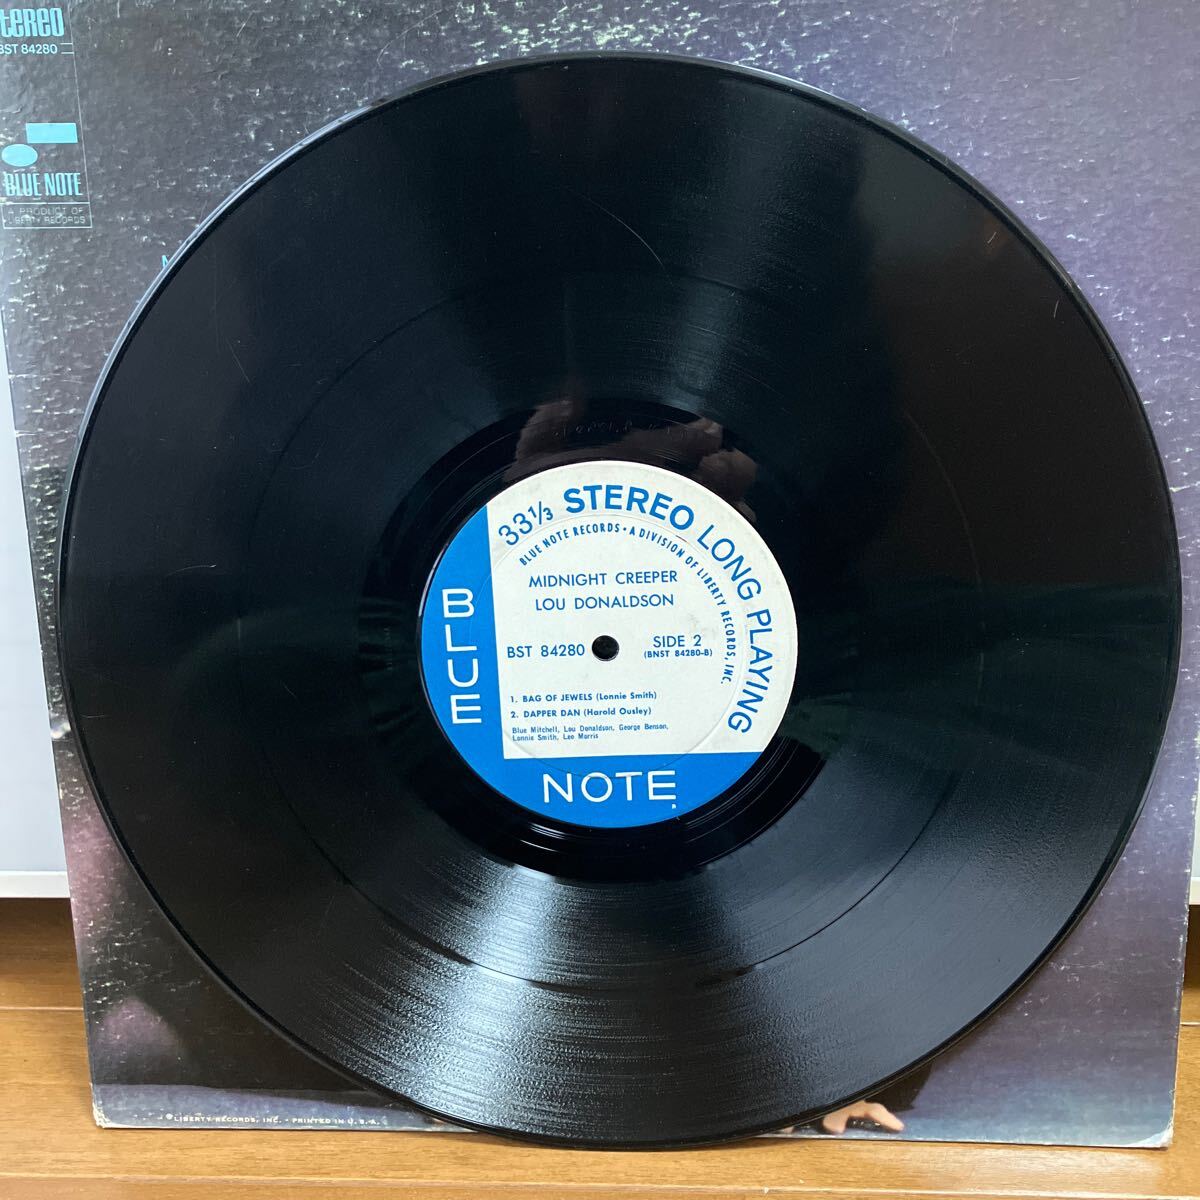 stereo
BST 84280
BLUE NOTE
A PRODUCT OF
LIBERTY RECORDS
33 1/3 STEREO LONG PLAYING
BLUE NOTE RECORDS • A DIVISION OF LIBERTY RECORDS, INC.
MIDNIGHT CREEPER
LOU DONALDSON
BST 84280
SIDE 2
(BNST 84280-B)
1. BAG OF JEWELS (Lonnie Smith)
2. DAPPER DAN (Harold Ousley)
Blue Mitchell, Lou Donaldson, George Benson,
Lonnie Smith, Leo Morris
BLUE
NOTE
® LIBERTY RECORDS, INC. • PRINTED IN U.S.A.